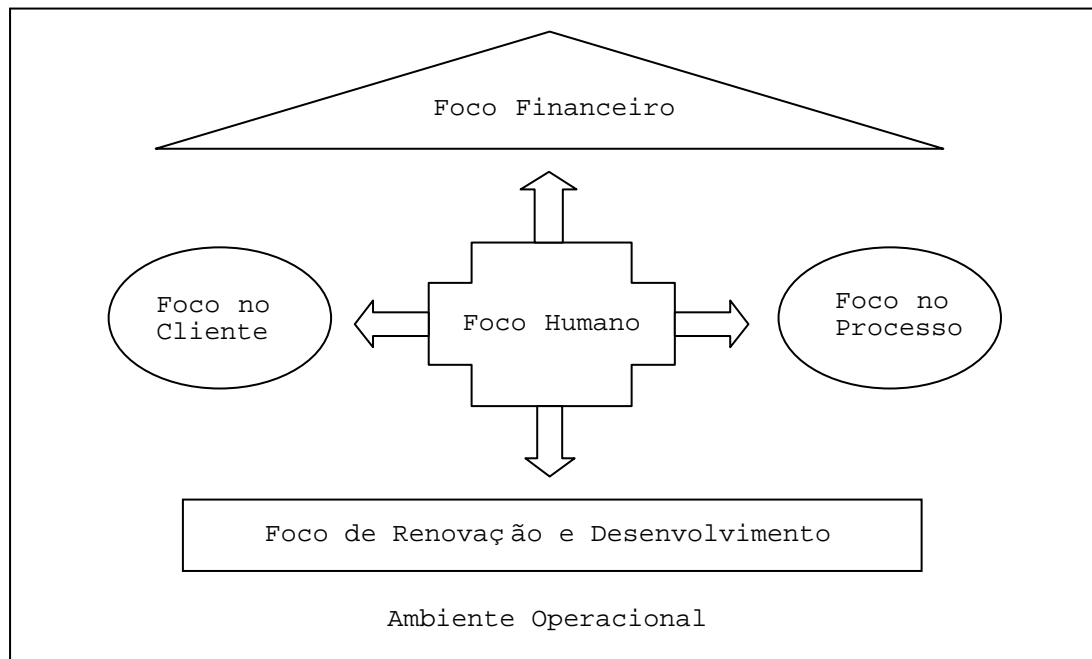 Foco Financeiro
Foco no
Cliente
Foco Humano
Foco no
Processo
Foco de Renovação e Desenvolvimento
Ambiente Operacional